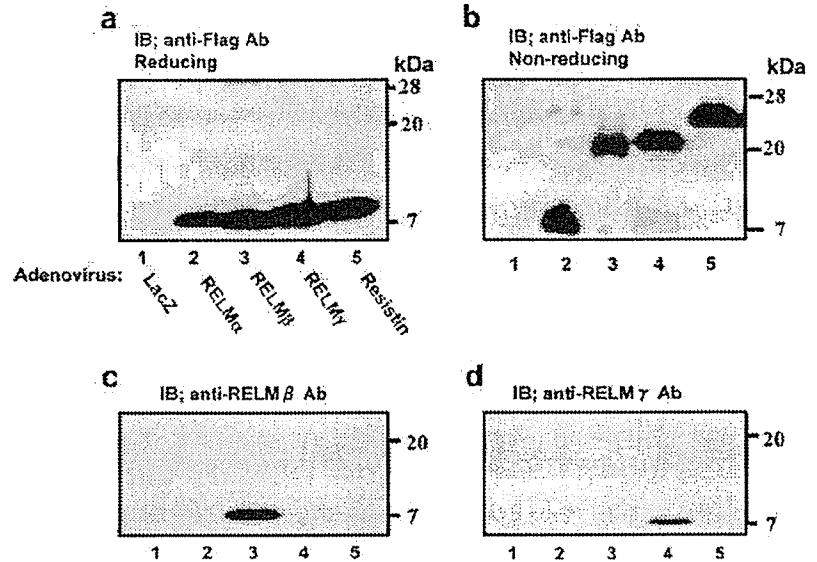 a
IB; anti-Flag Ab
Reducing
kDa
28
20
7
1 2 3 4 5
Adenovirus: LacZ RELMα RELMβ RELMγ Resistin
b
IB; anti-Flag Ab
Non-reducing
kDa
28
20
7
1 2 3 4 5
c
IB; anti-RELM β Ab
20
7
1 2 3 4 5
d
IB; anti-RELM γ Ab
20
7
1 2 3 4 5